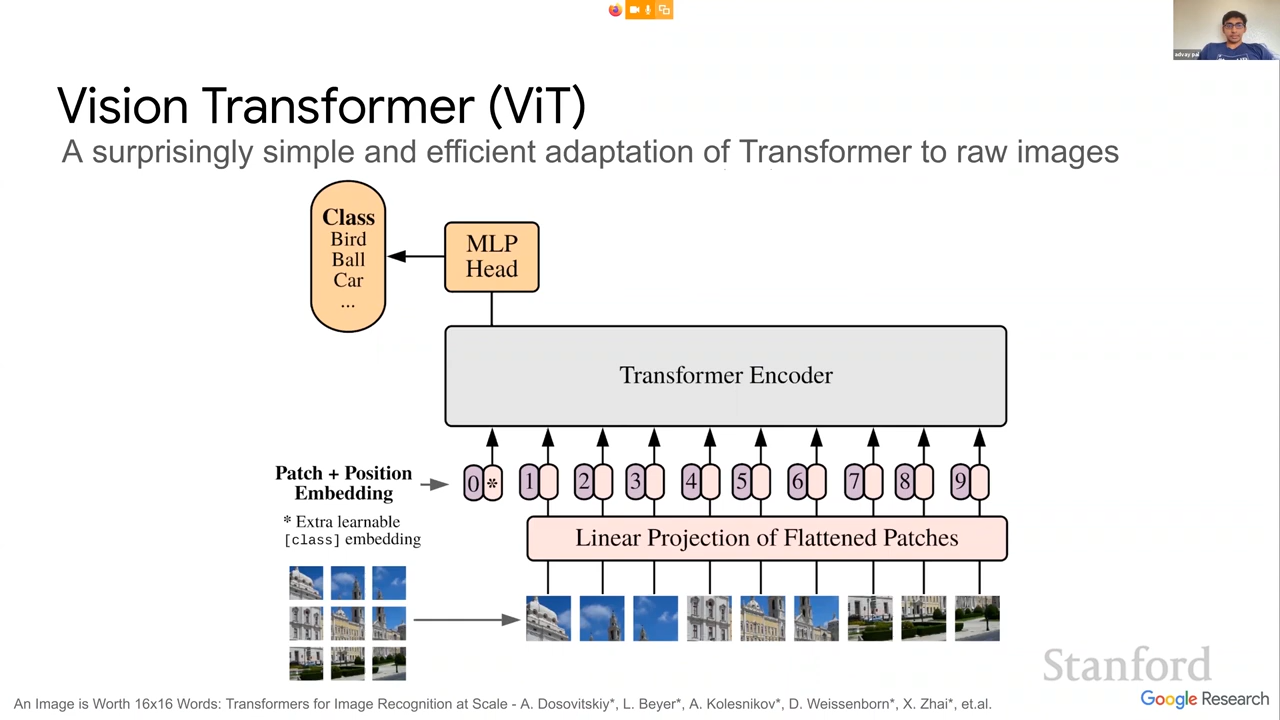 advay pal
Vision Transformer (ViT)
A surprisingly simple and efficient adaptation of Transformer to raw images
Class
Bird
Ball
Car
...
MLP
Head
Transformer Encoder
Patch + Position
Embedding
0 * 1 2 3 4 5 6 7 8 9
* Extra learnable
[class] embedding
Linear Projection of Flattened Patches
Stanford
Google Research
An Image is Worth 16x16 Words: Transformers for Image Recognition at Scale - A. Dosovitskiy*, L. Beyer*, A. Kolesnikov*, D. Weissenborn*, X. Zhai*, et.al.